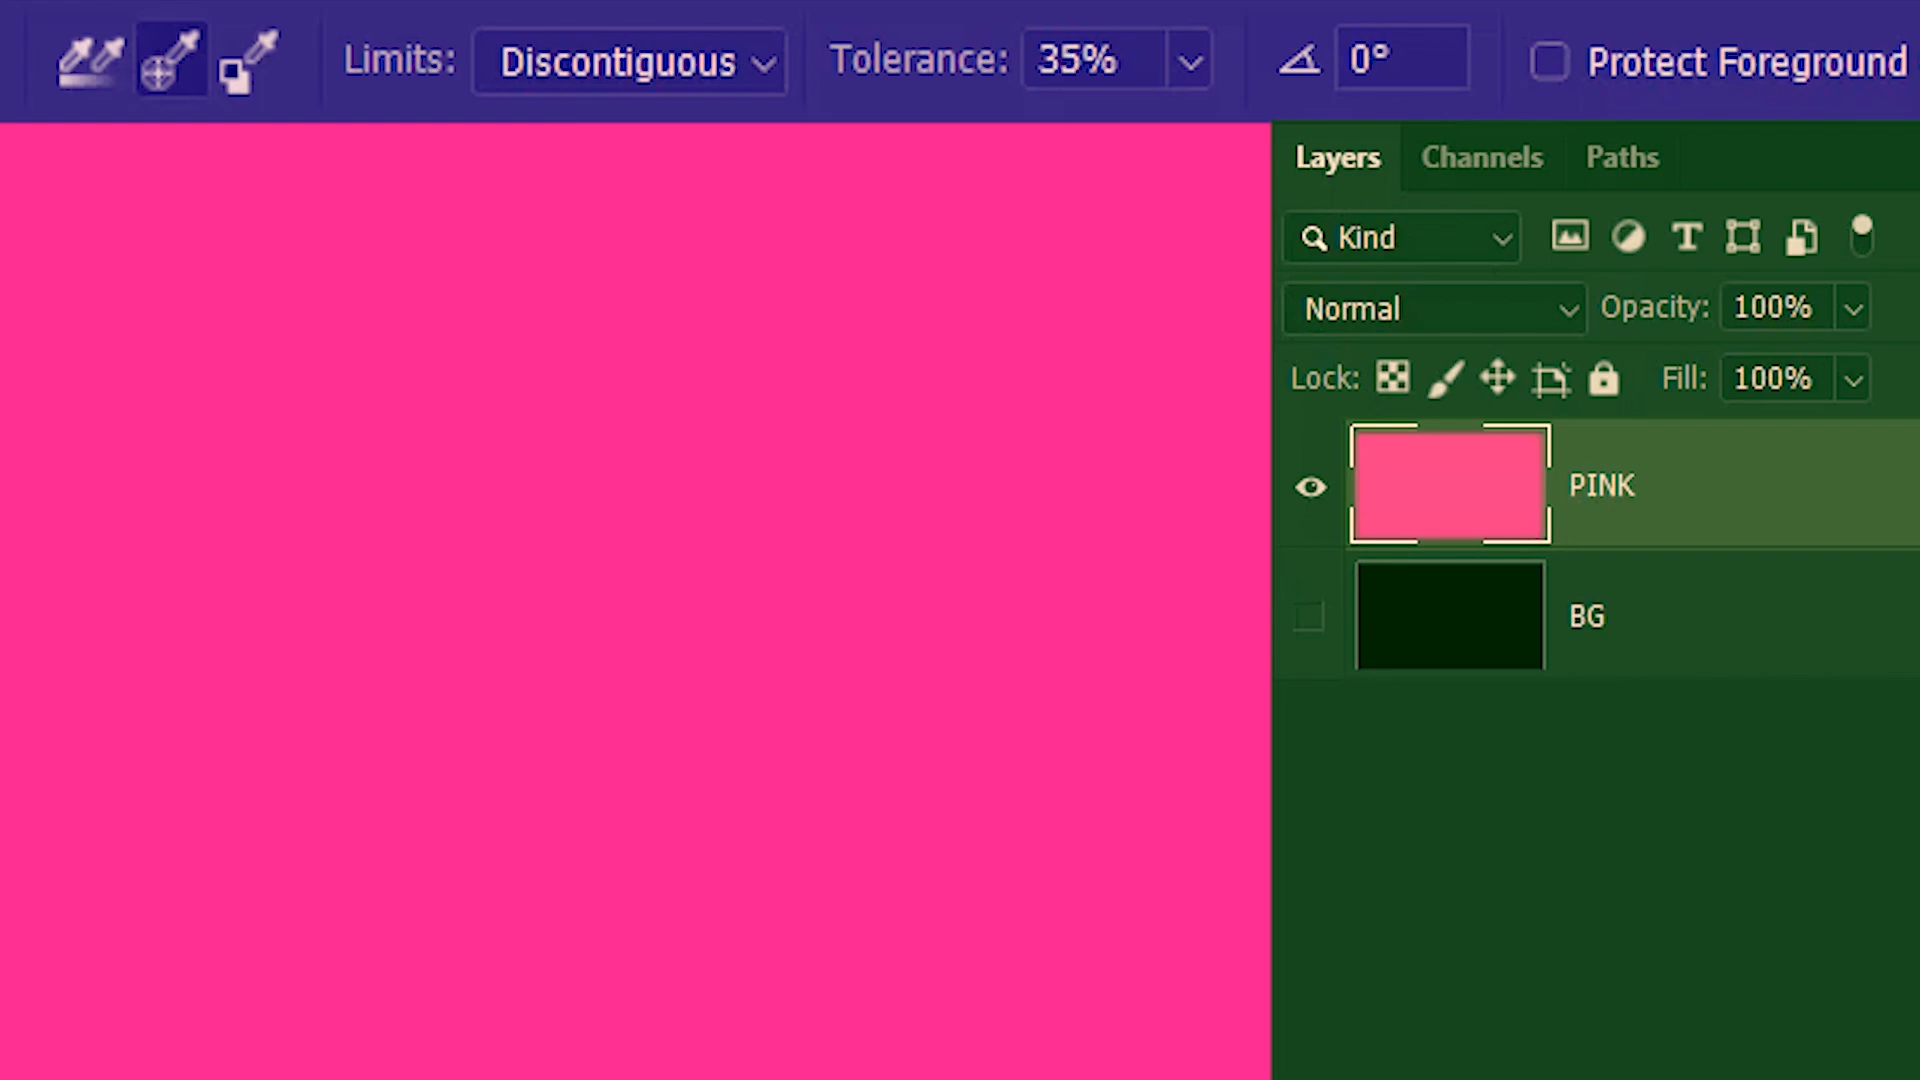 Limits: Discontiguous Tolerance: 35% 0° Protect Foreground
Layers Channels Paths
Kind
Normal Opacity: 100%
Lock: Fill: 100%
PINK
BG